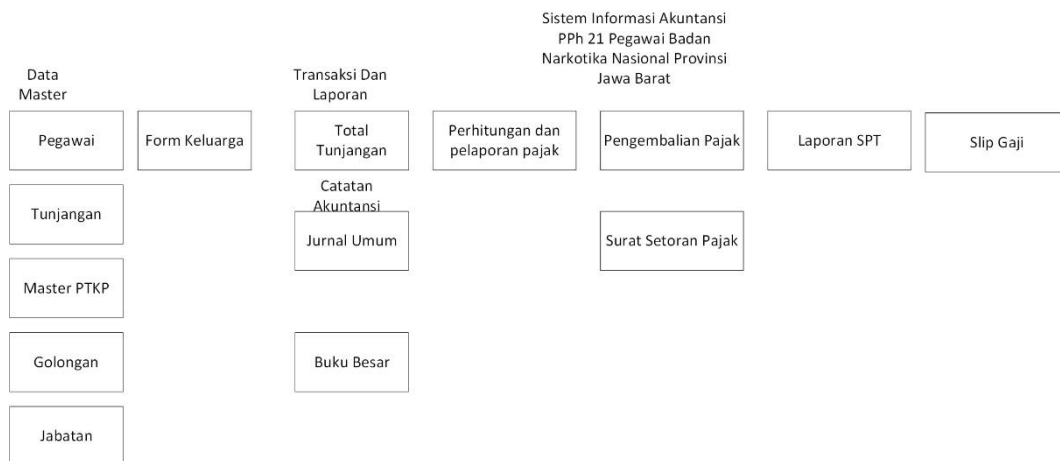 Sistem Informasi Akuntansi
PPh 21 Pegawai Badan
Narkotika Nasional Provinsi
Jawa Barat
Data
Master
Transaksi Dan
Laporan
Pegawai
Form Keluarga
Total
Tunjangan
Perhitungan dan
pelaporan pajak
Pengembalian Pajak
Laporan SPT
Slip Gaji
Tunjangan
Catatan
Akuntansi
Jurnal Umum
Surat Setoran Pajak
Master PTKP
Golongan
Buku Besar
Jabatan